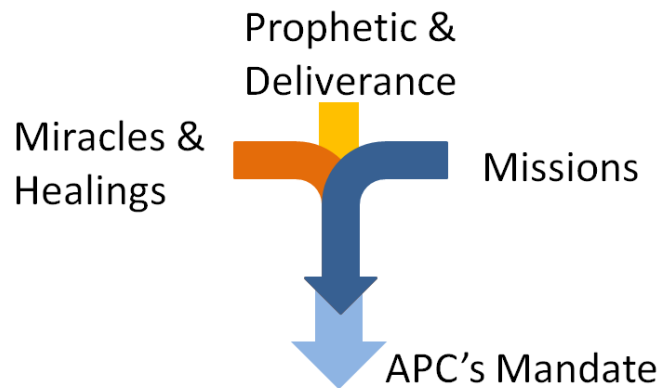 Prophetic &
Deliverance
Miracles &
Healings
Missions
APC’s Mandate